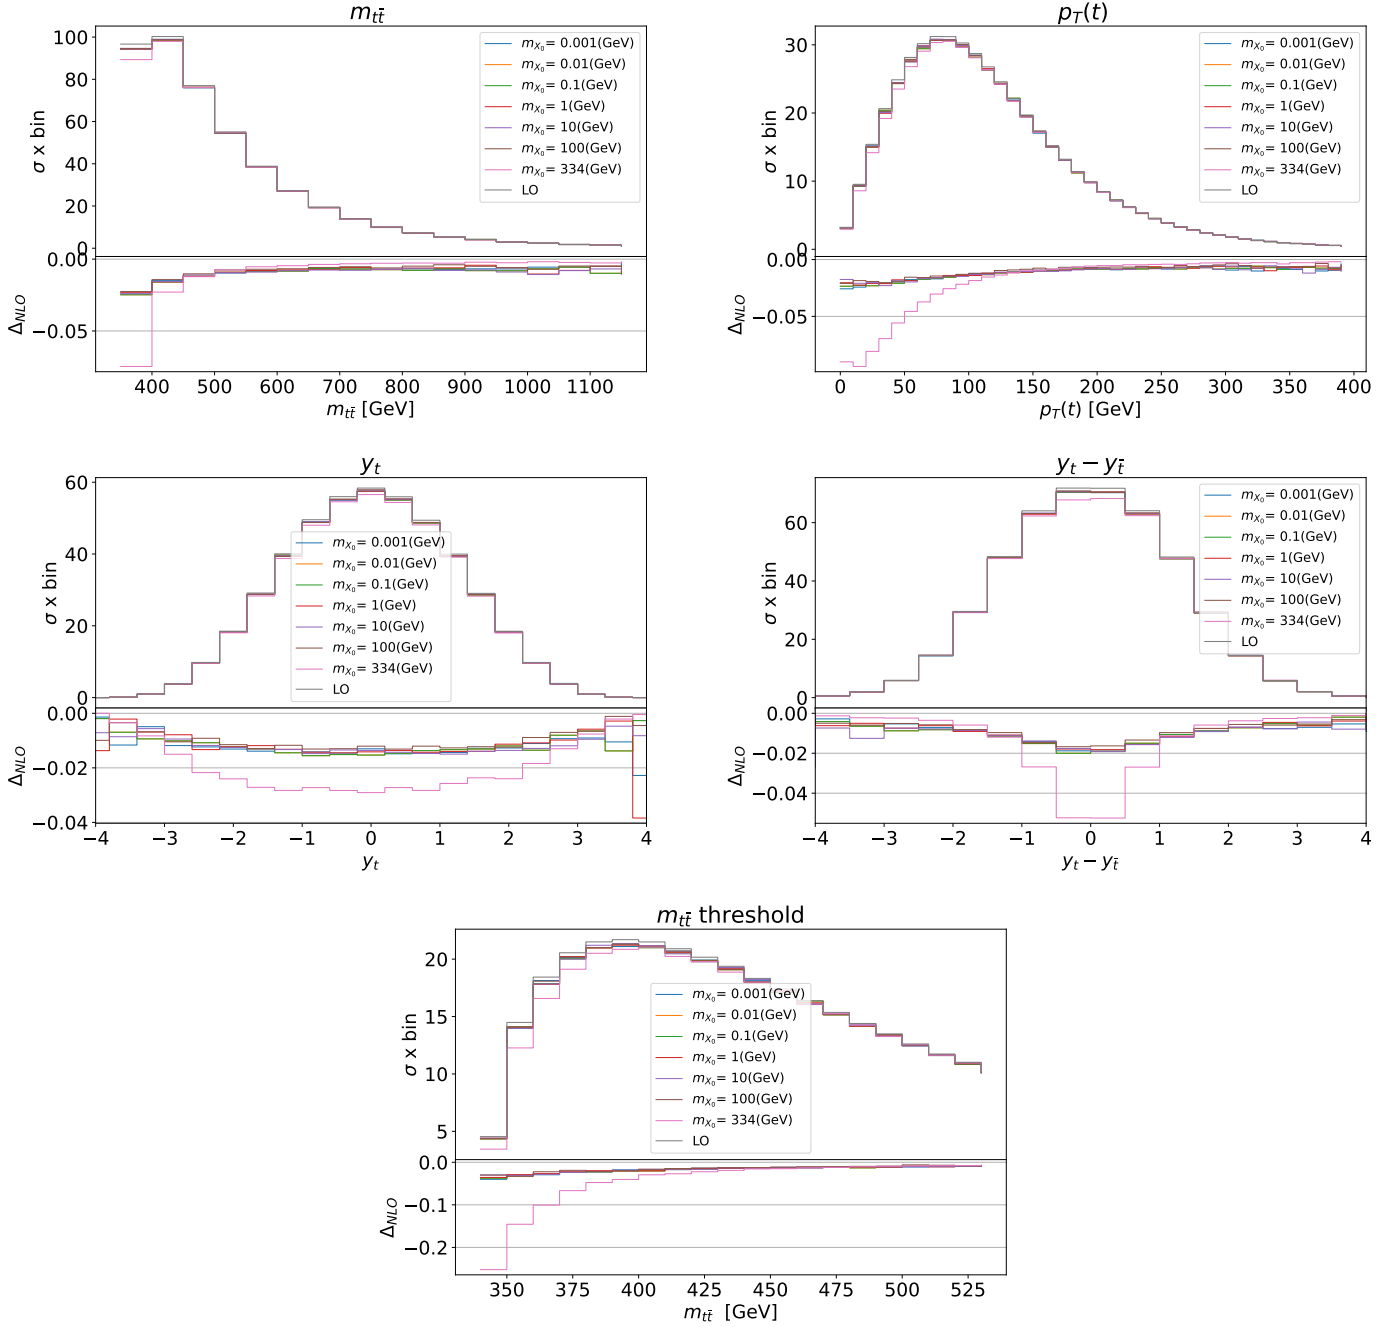 m_{tt̄}
100
80
60
40
20
0
σ x bin
m_{X_0}= 0.001(GeV)
m_{X_0}= 0.01(GeV)
m_{X_0}= 0.1(GeV)
m_{X_0}= 1(GeV)
m_{X_0}= 10(GeV)
m_{X_0}= 100(GeV)
m_{X_0}= 334(GeV)
LO
0.00
−0.05
Δ_{NLO}
400 500 600 700 800 900 1000 1100
m_{tt̄} [GeV]
p_T(t)
30
20
10
0
σ x bin
m_{X_0}= 0.001(GeV)
m_{X_0}= 0.01(GeV)
m_{X_0}= 0.1(GeV)
m_{X_0}= 1(GeV)
m_{X_0}= 10(GeV)
m_{X_0}= 100(GeV)
m_{X_0}= 334(GeV)
LO
0.00
−0.05
Δ_{NLO}
0 50 100 150 200 250 300 350 400
p_T(t) [GeV]
y_t
60
40
20
0
σ x bin
m_{X_0}= 0.001(GeV)
m_{X_0}= 0.01(GeV)
m_{X_0}= 0.1(GeV)
m_{X_0}= 1(GeV)
m_{X_0}= 10(GeV)
m_{X_0}= 100(GeV)
m_{X_0}= 334(GeV)
LO
0.00
−0.02
−0.04
Δ_{NLO}
−4 −3 −2 −1 0 1 2 3 4
y_t
y_t − y_{t̄}
60
40
20
0
σ x bin
m_{X_0}= 0.001(GeV)
m_{X_0}= 0.01(GeV)
m_{X_0}= 0.1(GeV)
m_{X_0}= 1(GeV)
m_{X_0}= 10(GeV)
m_{X_0}= 100(GeV)
m_{X_0}= 334(GeV)
LO
0.00
−0.02
−0.04
Δ_{NLO}
−4 −3 −2 −1 0 1 2 3 4
y_t − y_{t̄}
m_{tt̄} threshold
20
15
10
5
σ x bin
m_{X_0}= 0.001(GeV)
m_{X_0}= 0.01(GeV)
m_{X_0}= 0.1(GeV)
m_{X_0}= 1(GeV)
m_{X_0}= 10(GeV)
m_{X_0}= 100(GeV)
m_{X_0}= 334(GeV)
LO
0.0
−0.1
−0.2
Δ_{NLO}
350 375 400 425 450 475 500 525
m_{tt̄} [GeV]